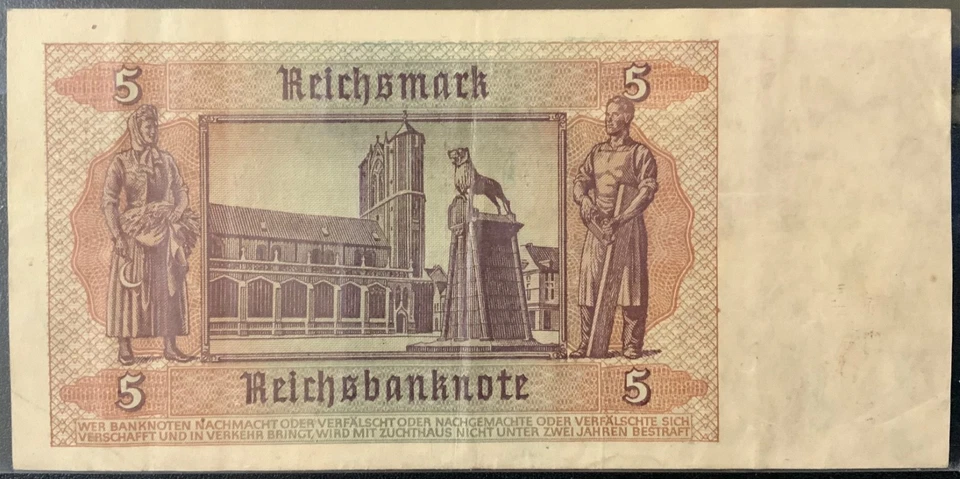 5 Reichsmark 5
5 Reichsbanknote 5
WER BANKNOTEN NACHMACHT ODER VERFÄLSCHT ODER NACHGEMACHTE ODER VERFÄLSCHTE SICH
VERSCHAFFT UND IN VERKEHR BRINGT, WIRD MIT ZUCHTHAUS NICHT UNTER ZWEI JAHREN BESTRAFT